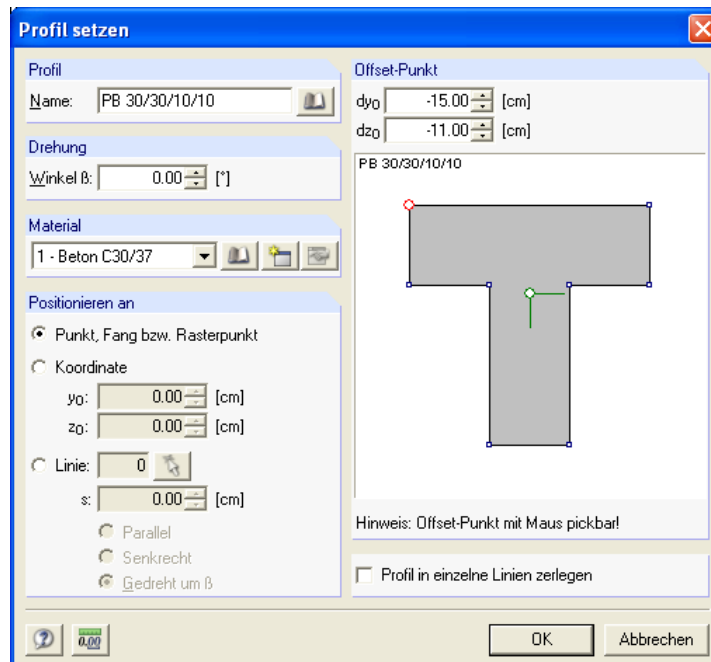 Profil setzen
Profil
Name: PB 30/30/10/10
Drehung
Winkel ß: 0.00 [°]
Material
1 - Beton C30/37
Positionieren an
Punkt, Fang bzw. Rasterpunkt
Koordinate
y0: 0.00 [cm]
z0: 0.00 [cm]
Linie: 0
s: 0.00 [cm]
Parallel
Senkrecht
Gedreht um ß
Offset-Punkt
dy0 -15.00 [cm]
dz0 -11.00 [cm]
PB 30/30/10/10
Hinweis: Offset-Punkt mit Maus pickbar!
Profil in einzelne Linien zerlegen
0.00
OK Abbrechen